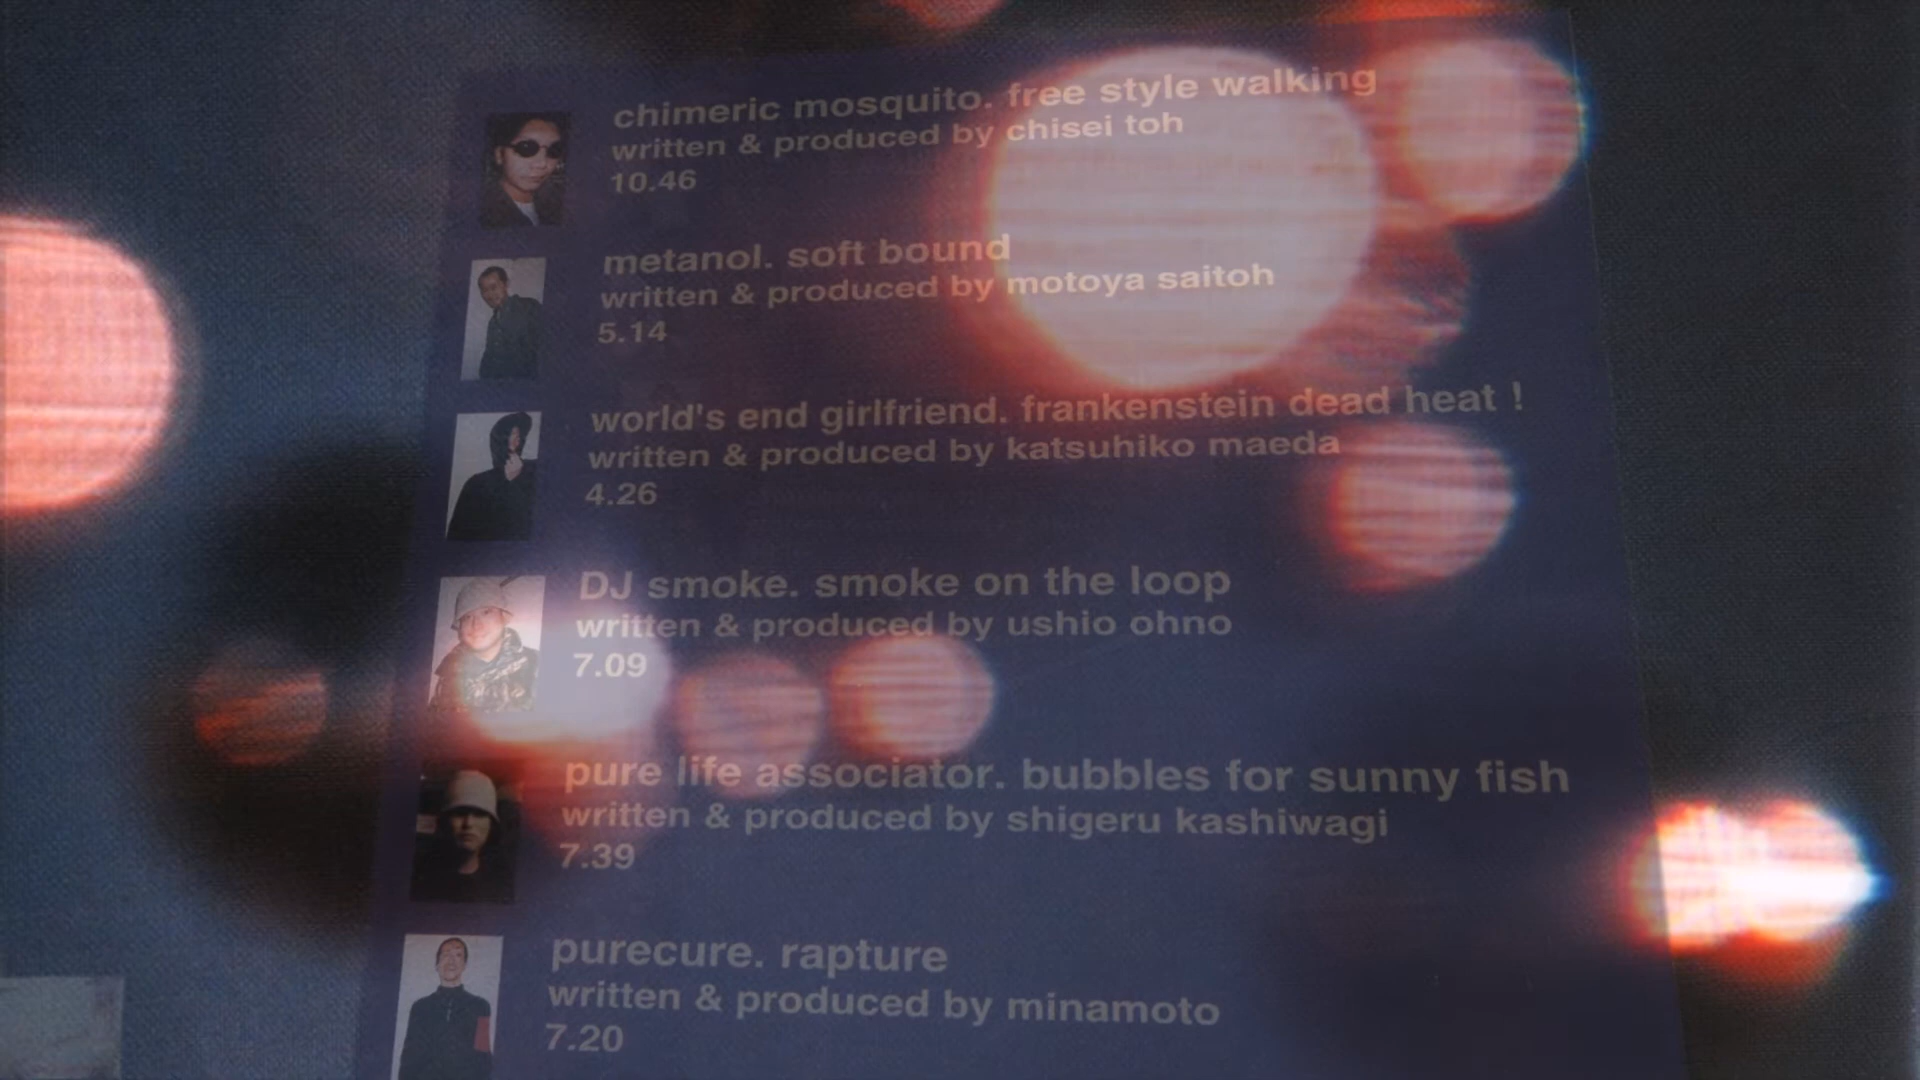 chimeric mosquito. free style walking
written & produced by chisei toh
10.46
metanol. soft bound
written & produced by motoya saitoh
5.14
world's end girlfriend. frankenstein dead heat !
written & produced by katsuhiko maeda
4.26
DJ smoke. smoke on the loop
written & produced by ushio ohno
7.09
pure life associator. bubbles for sunny fish
written & produced by shigeru kashiwagi
7.39
purecure. rapture
written & produced by minamoto
7.20